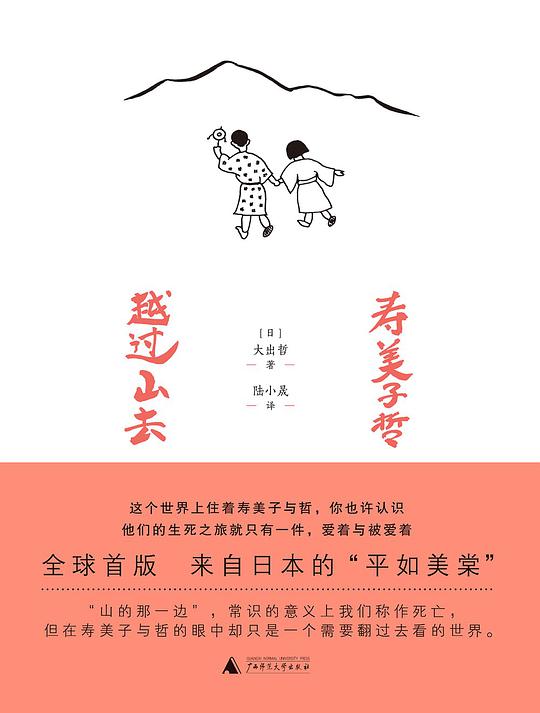 寿美子哲
越过山去
[日]
大出哲
著
陆小晟
译
这个世界上住着寿美子与哲，你也许认识
他们的生死之旅就只有一件，爱着与被爱着
全球首版 来自日本的“平如美棠”
“山的那一边”，常识的意义上我们称作死亡，
但在寿美子与哲的眼中却只是一个需要翻过去看的世界。
GUANGXI NORMAL UNIVERSITY PRESS
广西师范大学出版社